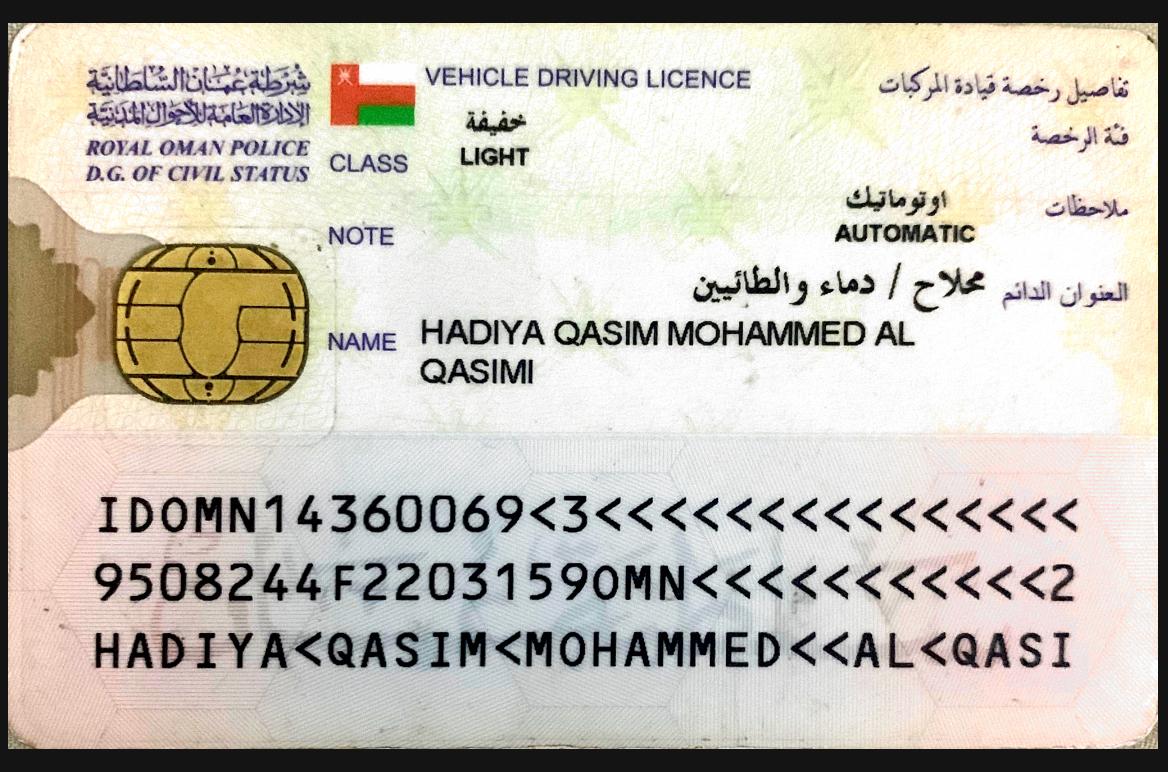 شرطة عمان السلطانية
الإدارة العامة للأحوال المدنية
ROYAL OMAN POLICE
D.G. OF CIVIL STATUS
VEHICLE DRIVING LICENCE
تفاصيل رخصة قيادة المركبات
خفيفة
فئة الرخصة
CLASS LIGHT
اوتوماتيك
ملاحظات
NOTE AUTOMATIC
العنوان الدائم محلاح / دماء والطائيين
NAME HADIYA QASIM MOHAMMED AL
QASIMI
IDOMN14360069<3<<<<<<<<<<<<<<<
9508244F2203159OMN<<<<<<<<<<<2
HADIYA<QASIM<MOHAMMED<<AL<QASI